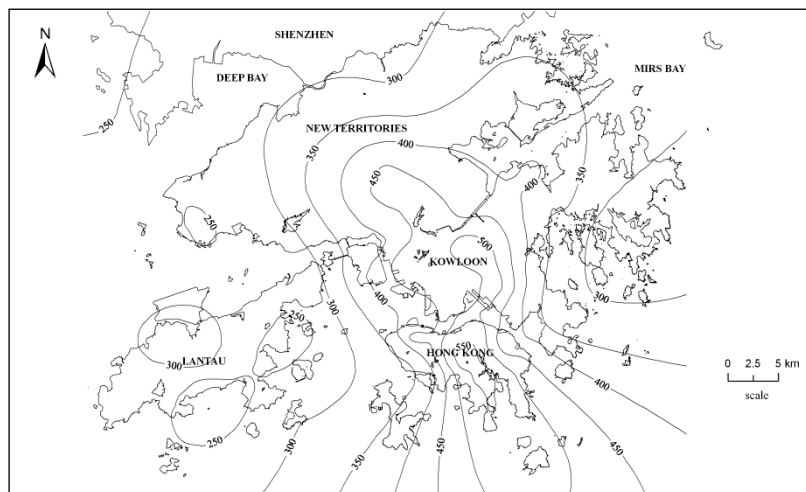 N
SHENZHEN
DEEP BAY
300
MIRS BAY
250
NEW TERRITORIES
350
400
450
350
400
250
500
KOWLOON
400
300
300
250
550
HONG KONG
300
LANTAU
400
0 2.5 5 km
scale
250
300
350
450
450